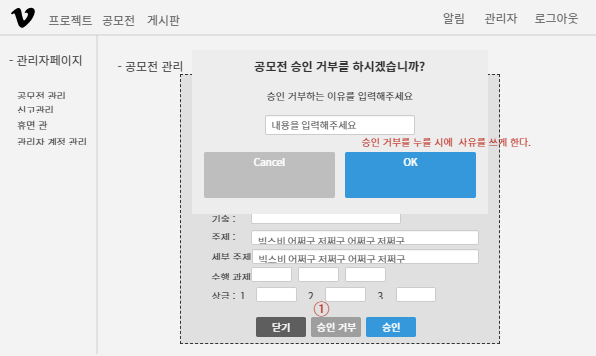 프로젝트 공모전 게시판
알림 관리자 로그아웃
- 관리자페이지
공모전 관리
신고관리
휴면 관
관리자 계정 관리
- 공모전 관리
공모전 승인 거부를 하시겠습니까?
승인 거부하는 이유를 입력해주세요
내용을 입력해주세요
승인 거부를 누를 시에 사유를 쓰게 한다.
Cancel OK
기술 :
주제 : 빅스비 어쩌구 저쩌구 어쩌구 저쩌구
세부 주제 빅스비 어쩌구 저쩌구 어쩌구 저쩌구
수행 과제
상금 : 1 2 3
①
닫기 승인 거부 승인